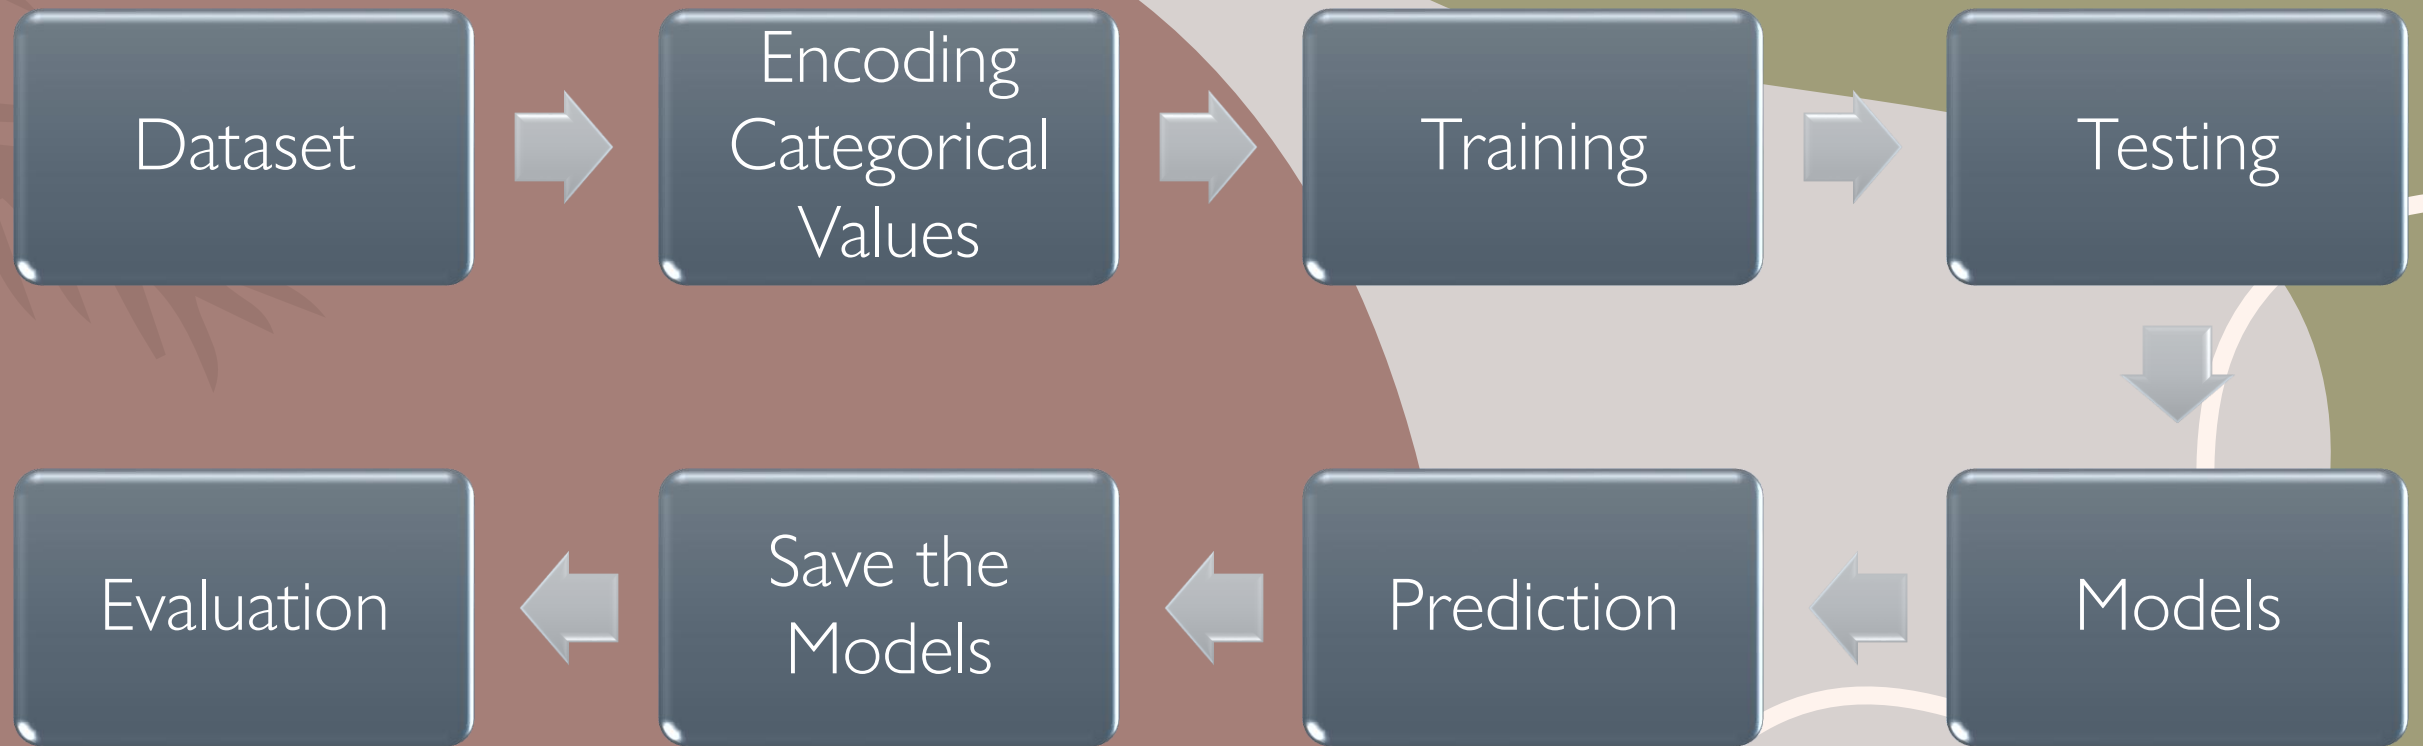 Dataset
Encoding
Categorical
Values
Training
Testing
Models
Prediction
Save the
Models
Evaluation